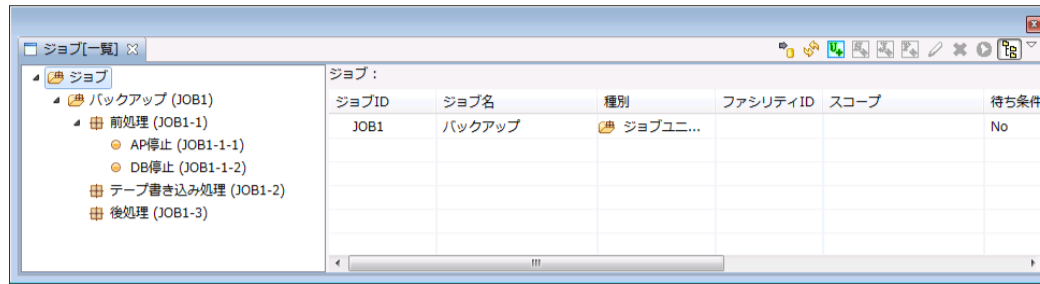 ジョブ[一覧]
ジョブ
バックアップ (JOB1)
前処理 (JOB1-1)
AP停止 (JOB1-1-1)
DB停止 (JOB1-1-2)
テープ書き込み処理 (JOB1-2)
後処理 (JOB1-3)
ジョブ :
ジョブID ジョブ名 種別 ファシリティID スコープ 待ち条件
JOB1 バックアップ ジョブユニ... No